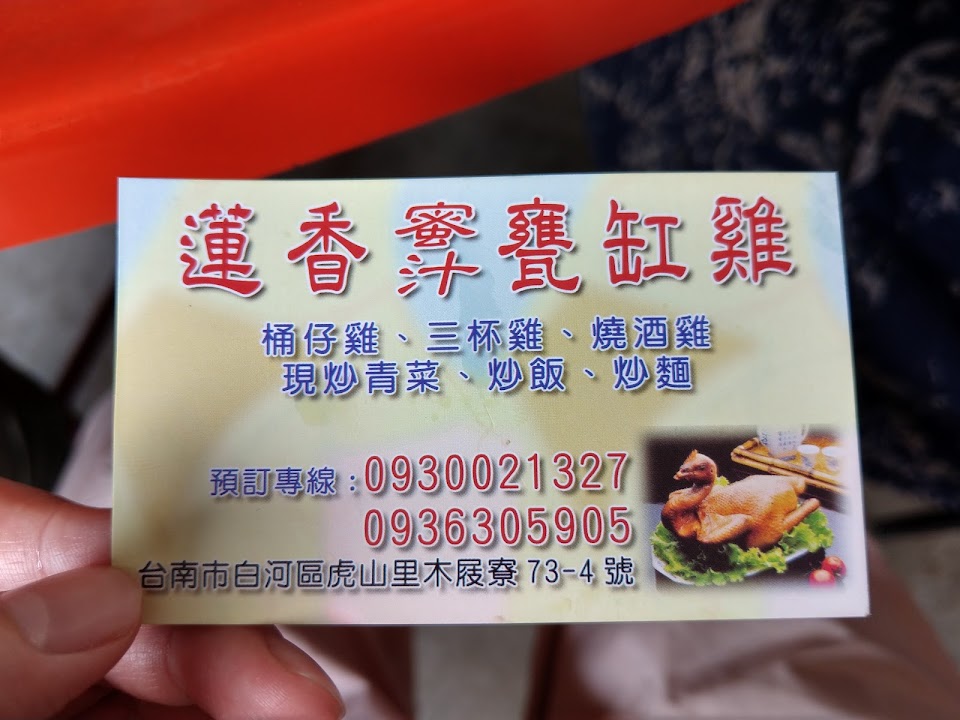 蓮香蜜汁甕缸雞
桶仔雞、三杯雞、燒酒雞
現炒青菜、炒飯、炒麵
預訂專線:0930021327
0936305905
台南市白河區虎山里木屐寮73-4號